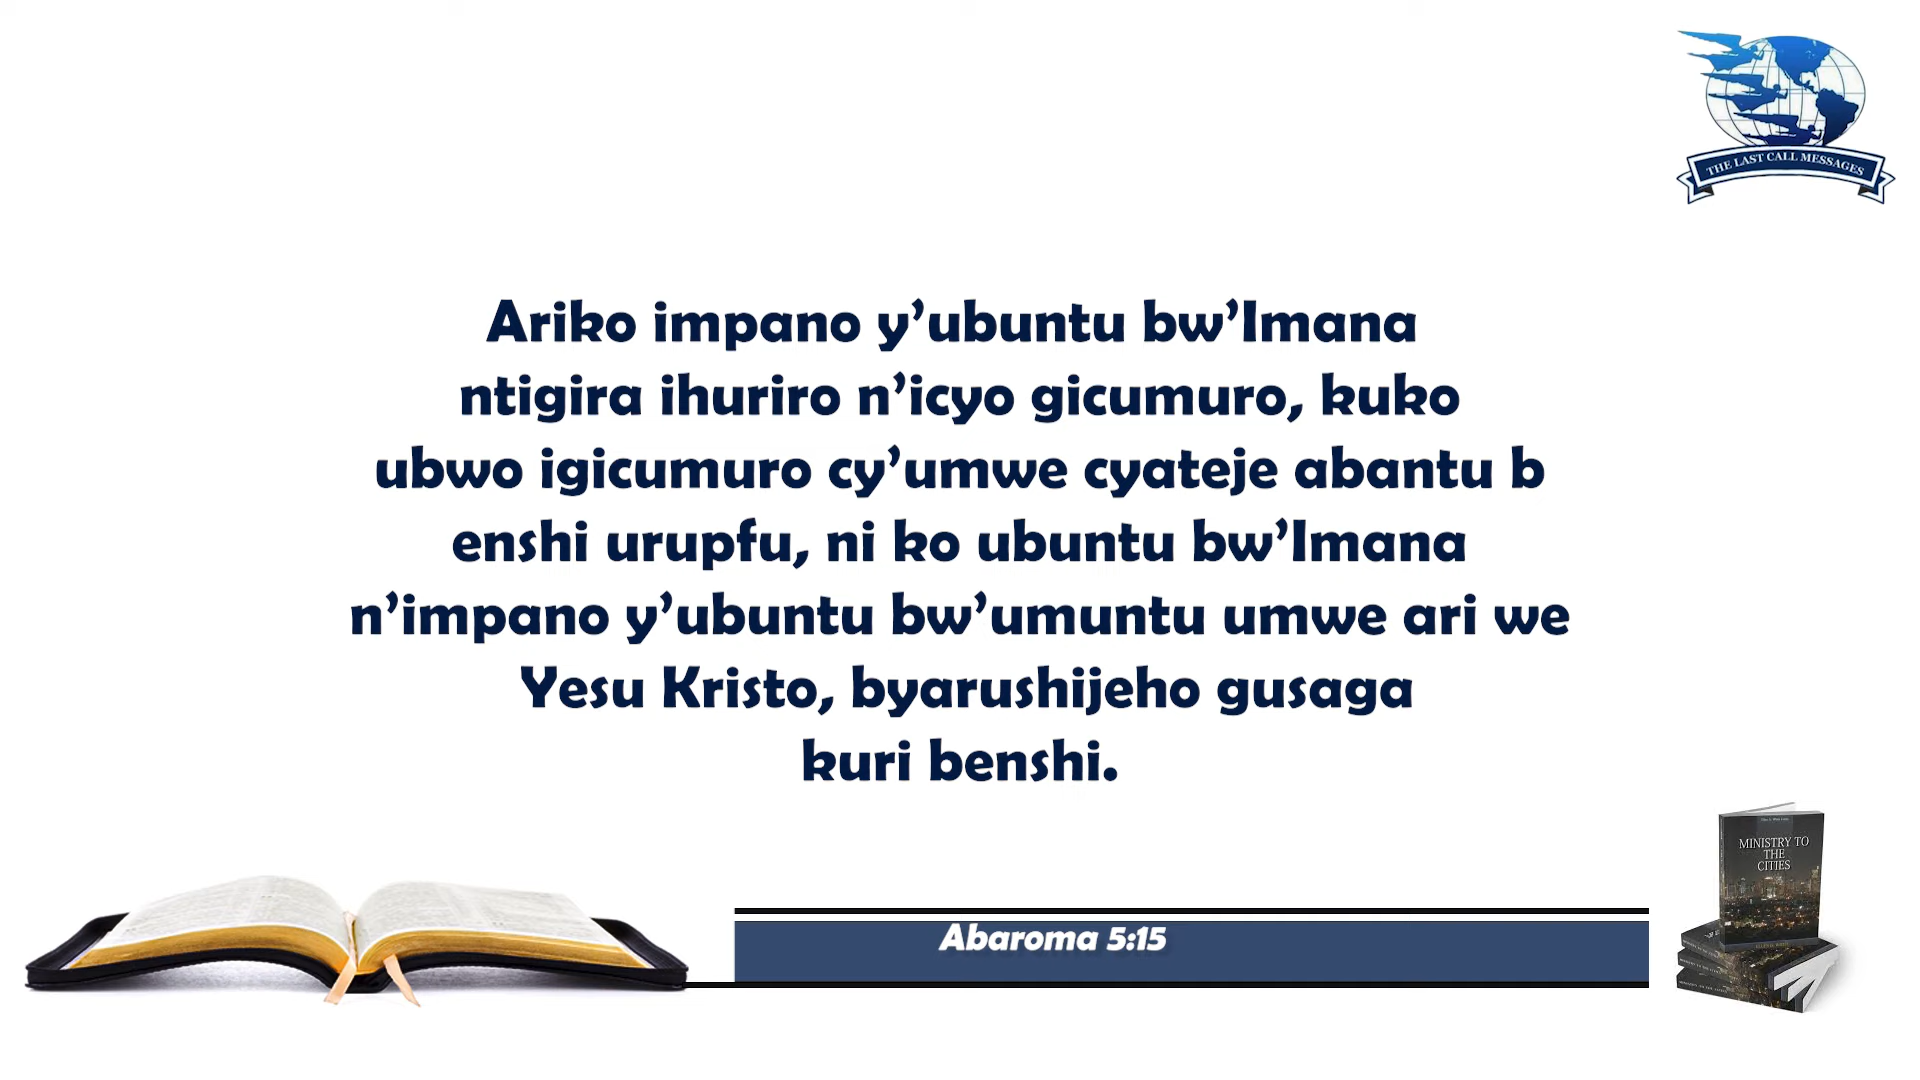 THE LAST CALL MESSAGES
Ariko impano y’ubuntu bw’Imana
ntigira ihuriro n’icyo gicumuro, kuko
ubwo igicumuro cy’umwe cyateje abantu b
enshi urupfu, ni ko ubuntu bw’Imana
n’impano y’ubuntu bw’umuntu umwe ari we
Yesu Kristo, byarushijeho gusaga
kuri benshi.
MINISTRY TO
THE
CITIES
Abaroma 5:15